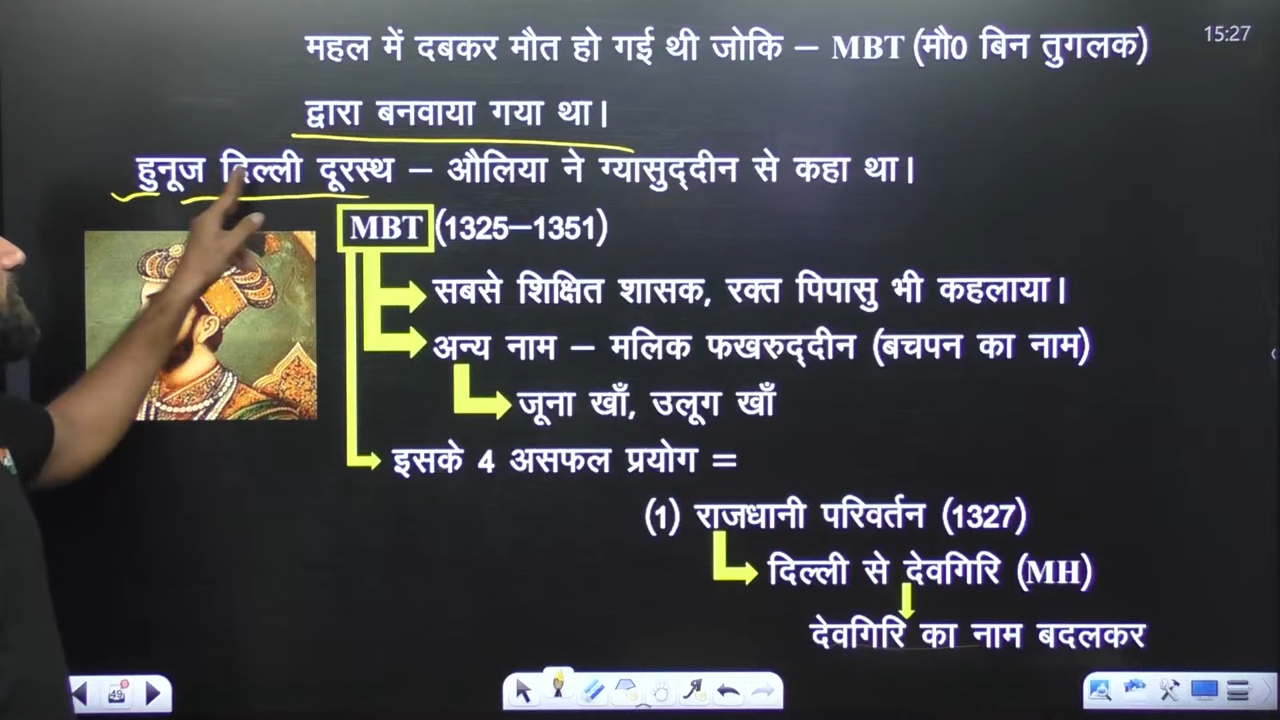 15:27
महल में दबकर मौत हो गई थी जोकि – MBT (मौ0 बिन तुगलक)
द्वारा बनवाया गया था।
हुनूज दिल्ली दूरस्थ – औलिया ने ग्यासुद्दीन से कहा था।
MBT (1325–1351)
सबसे शिक्षित शासक, रक्त पिपासु भी कहलाया।
अन्य नाम – मलिक फखरुद्दीन (बचपन का नाम)
जूना खाँ, उलूग खाँ
इसके 4 असफल प्रयोग =
(1) राजधानी परिवर्तन (1327)
दिल्ली से देवगिरि (MH)
देवगिरि का नाम बदलकर
49